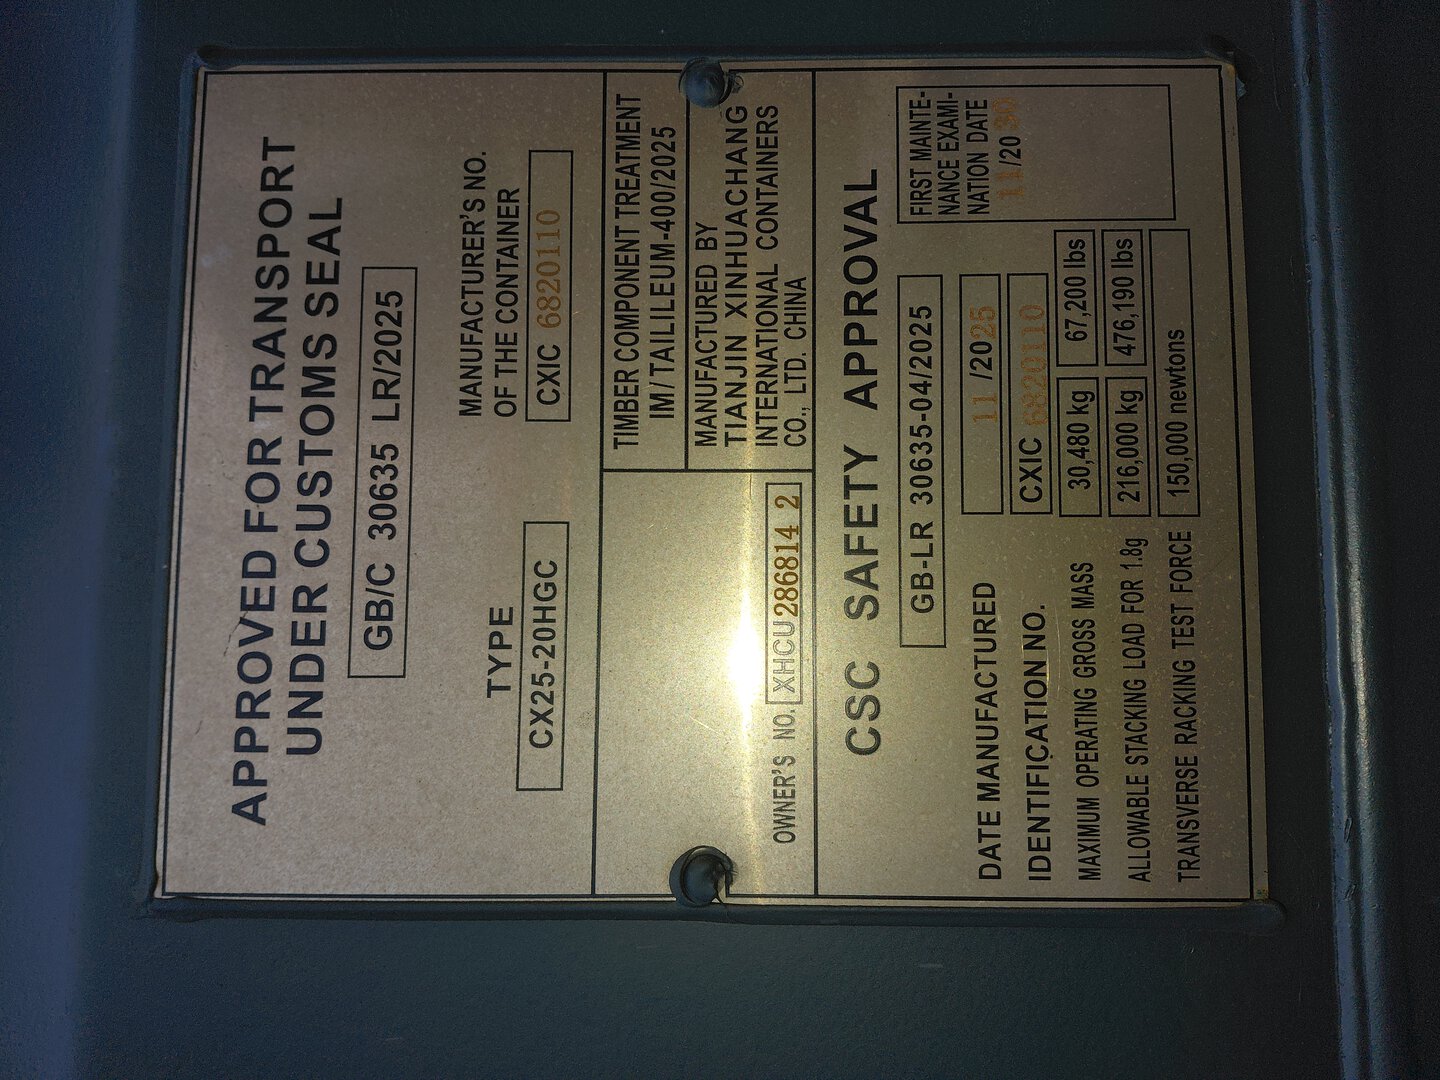 APPROVED FOR TRANSPORT
UNDER CUSTOMS SEAL
GB/C 30635 LR/2025
TYPE
CX25-20HGC
MANUFACTURER'S NO.
OF THE CONTAINER
CXIC 6820110
OWNER'S NO. XHCU 286814 2
TIMBER COMPONENT TREATMENT
IM/TAILILEUM-400/2025
MANUFACTURED BY
TIANJIN XINHUACHANG
INTERNATIONAL CONTAINERS
CO., LTD. CHINA
CSC SAFETY APPROVAL
GB-LR 30635-04/2025
DATE MANUFACTURED 11 /2025
IDENTIFICATION NO. CXIC 6820110
MAXIMUM OPERATING GROSS MASS 30,480 kg 67,200 lbs
ALLOWABLE STACKING LOAD FOR 1.8g 216,000 kg 476,190 lbs
TRANSVERSE RACKING TEST FORCE 150,000 newtons
FIRST MAINTE-
NANCE EXAMI-
NATION DATE
11/2030